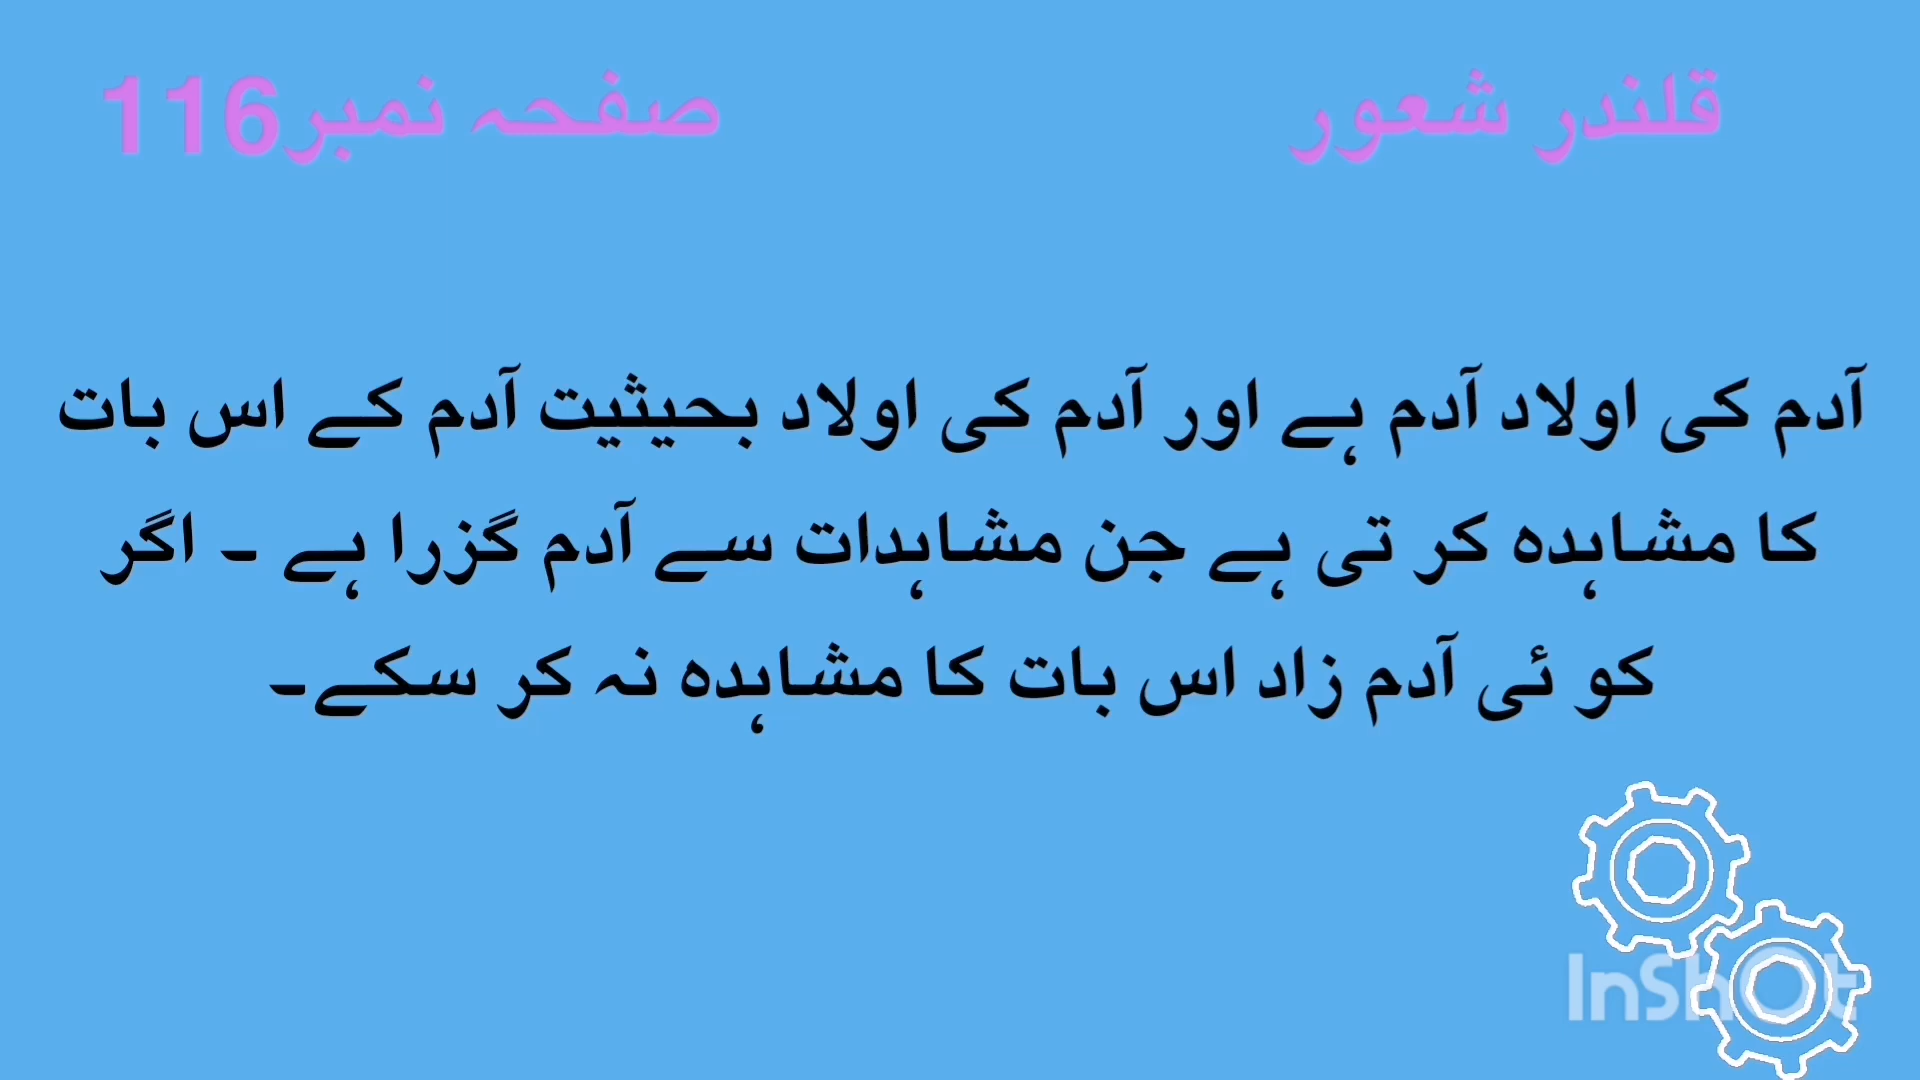 قلندر شعور
صفحہ نمبر116
آدم کی اولاد آدم ہے اور آدم کی اولاد بحیثیت آدم کے اس بات
کا مشاہدہ کر تی ہے جن مشاہدات سے آدم گزرا ہے ۔ اگر
کو ئی آدم زاد اس بات کا مشاہدہ نہ کر سکے۔
InShOt